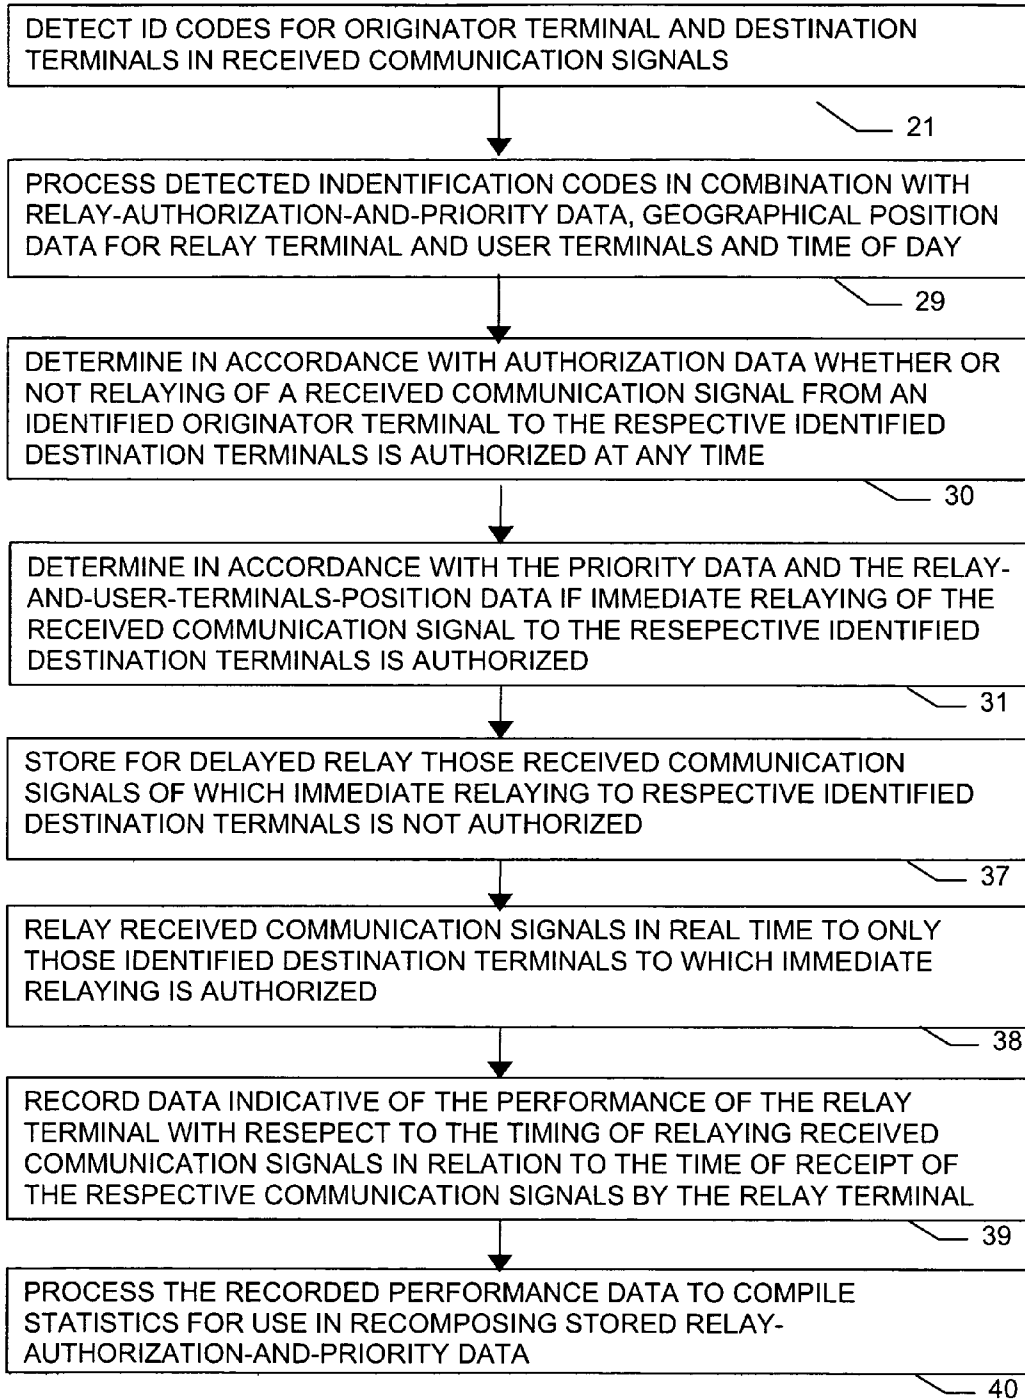 DETECT ID CODES FOR ORIGINATOR TERMINAL AND DESTINATION
TERMINALS IN RECEIVED COMMUNICATION SIGNALS
21
PROCESS DETECTED INDENTIFICATION CODES IN COMBINATION WITH
RELAY-AUTHORIZATION-AND-PRIORITY DATA, GEOGRAPHICAL POSITION
DATA FOR RELAY TERMINAL AND USER TERMINALS AND TIME OF DAY
29
DETERMINE IN ACCORDANCE WITH AUTHORIZATION DATA WHETHER OR
NOT RELAYING OF A RECEIVED COMMUNICATION SIGNAL FROM AN
IDENTIFIED ORIGINATOR TERMINAL TO THE RESPECTIVE IDENTIFIED
DESTINATION TERMINALS IS AUTHORIZED AT ANY TIME
30
DETERMINE IN ACCORDANCE WITH THE PRIORITY DATA AND THE RELAY-
AND-USER-TERMINALS-POSITION DATA IF IMMEDIATE RELAYING OF THE
RECEIVED COMMUNICATION SIGNAL TO THE RESEPECTIVE IDENTIFIED
DESTINATION TERMINALS IS AUTHORIZED
31
STORE FOR DELAYED RELAY THOSE RECEIVED COMMUNICATION
SIGNALS OF WHICH IMMEDIATE RELAYING TO RESPECTIVE IDENTIFIED
DESTINATION TERMNALS IS NOT AUTHORIZED
37
RELAY RECEIVED COMMUNICATION SIGNALS IN REAL TIME TO ONLY
THOSE IDENTIFIED DESTINATION TERMINALS TO WHICH IMMEDIATE
RELAYING IS AUTHORIZED
38
RECORD DATA INDICATIVE OF THE PERFORMANCE OF THE RELAY
TERMINAL WITH RESEPECT TO THE TIMING OF RELAYING RECEIVED
COMMUNICATION SIGNALS IN RELATION TO THE TIME OF RECEIPT OF
THE RESPECTIVE COMMUNICATION SIGNALS BY THE RELAY TERMINAL
39
PROCESS THE RECORDED PERFORMANCE DATA TO COMPILE
STATISTICS FOR USE IN RECOMPOSING STORED RELAY-
AUTHORIZATION-AND-PRIORITY DATA
40